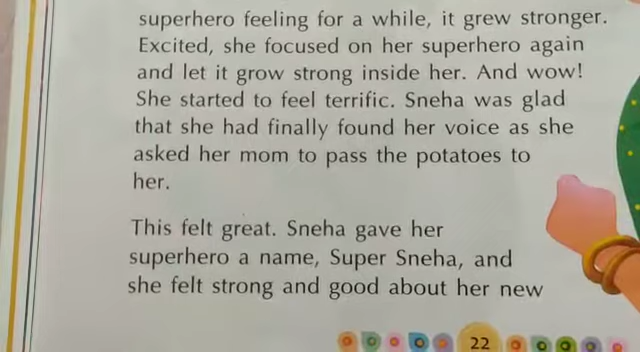 superhero feeling for a while, it grew stronger.
Excited, she focused on her superhero again
and let it grow strong inside her. And wow!
She started to feel terrific. Sneha was glad
that she had finally found her voice as she
asked her mom to pass the potatoes to
her.
This felt great. Sneha gave her
superhero a name, Super Sneha, and
she felt strong and good about her new
22